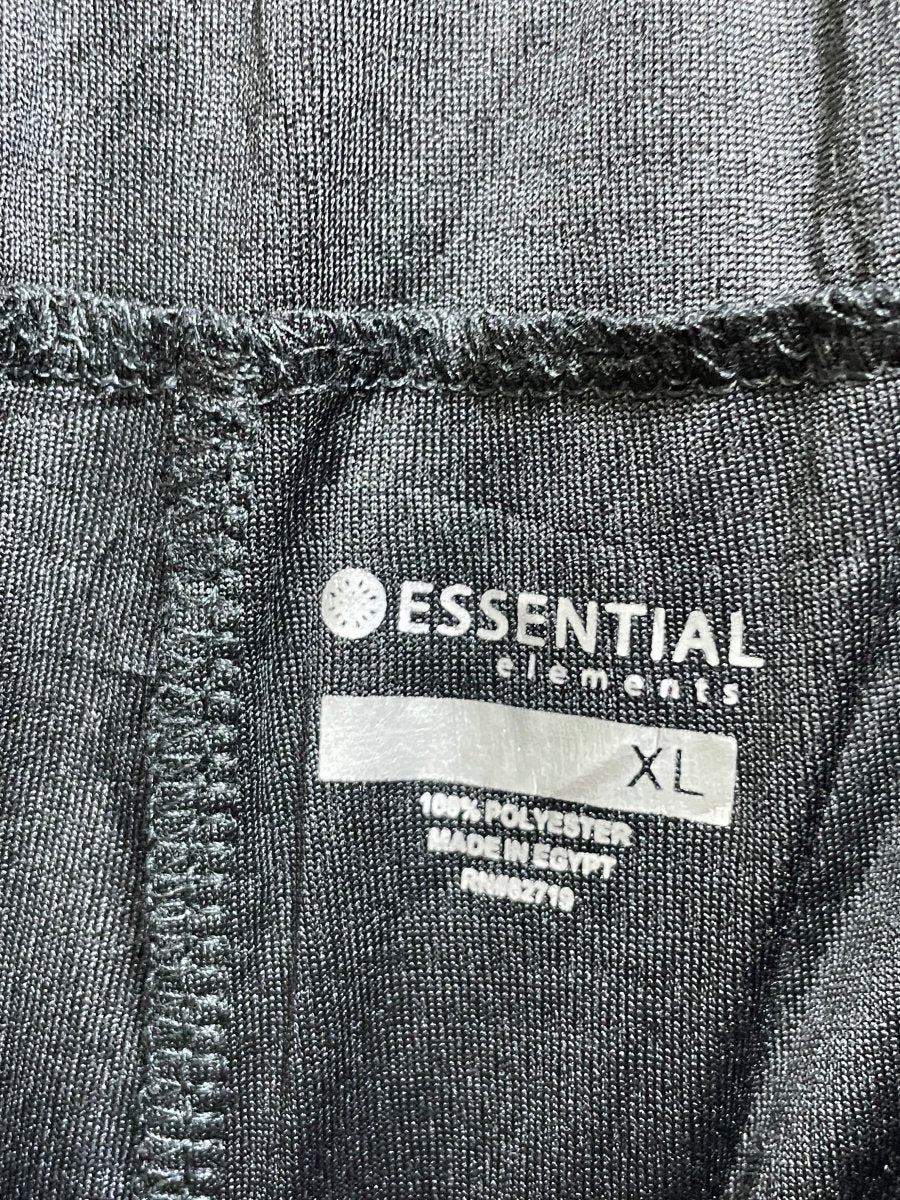 ESSENTIAL
elements
XL
100% POLYESTER
MADE IN EGYPT